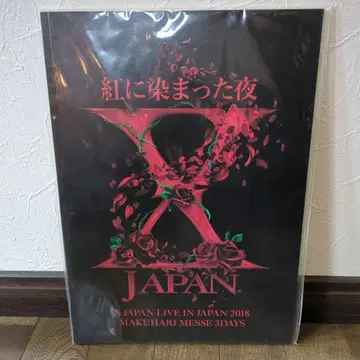 紅に染まった夜
X
JAPAN
X JAPAN LIVE IN JAPAN 2018
MAKUHARI MESSE 3DAYS